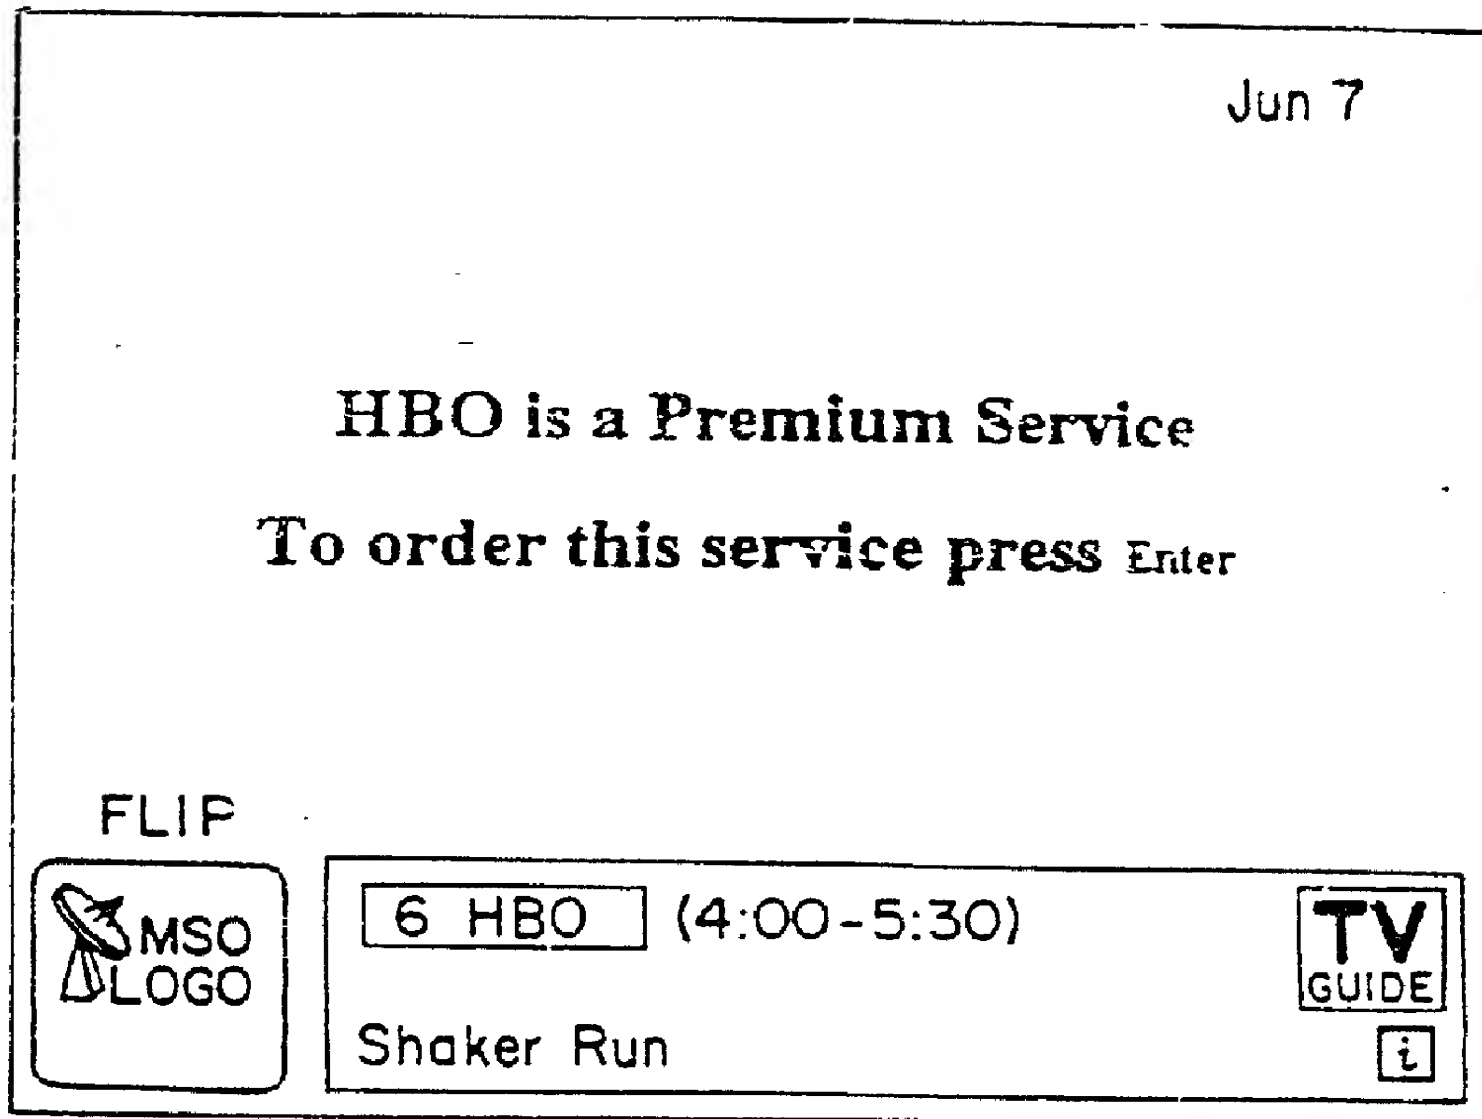 Jun 7
HBO is a Premium Service
To order this service press Enter
FLIP
MSO
LOGO
6 HBO (4:00-5:30)
TV
GUIDE
Shaker Run
i